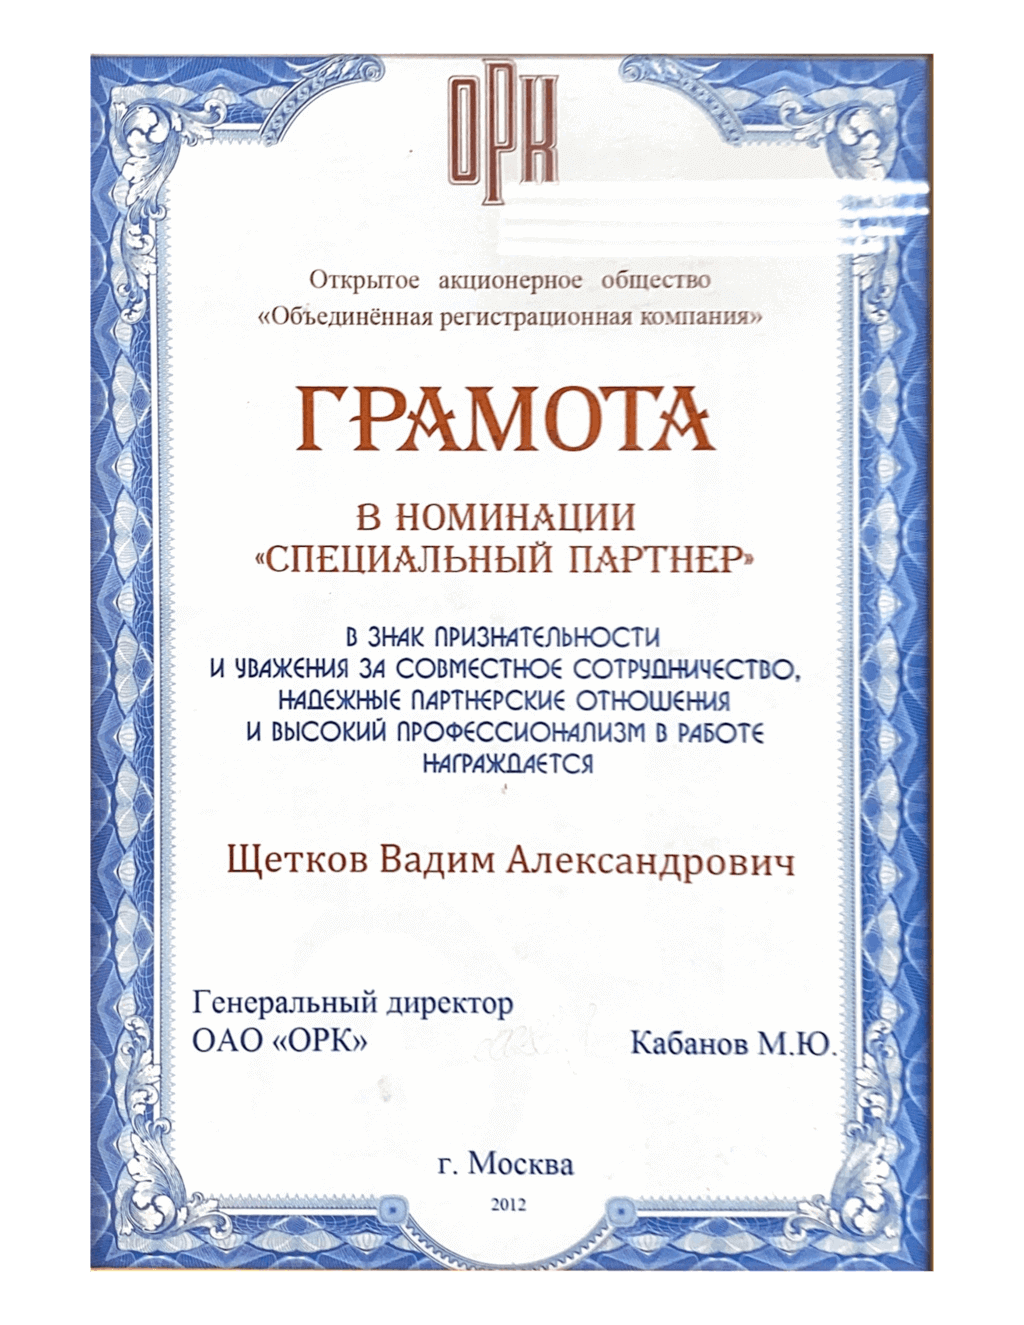 ОРК
Открытое акционерное общество
«Объединённая регистрационная компания»
ГРАМОТА
В НОМИНАЦИИ
«СПЕЦИАЛЬНЫЙ ПАРТНЕР»
В ЗНАК ПРИЗНАТЕЛЬНОСТИ
И УВАЖЕНИЯ ЗА СОВМЕСТНОЕ СОТРУДНИЧЕСТВО,
НАДЕЖНЫЕ ПАРТНЕРСКИЕ ОТНОШЕНИЯ
И ВЫСОКИЙ ПРОФЕССИОНАЛИЗМ В РАБОТЕ
НАГРАЖДАЕТСЯ
Щетков Вадим Александрович
Генеральный директор
ОАО «ОРК» Кабанов М.Ю.
г. Москва
2012